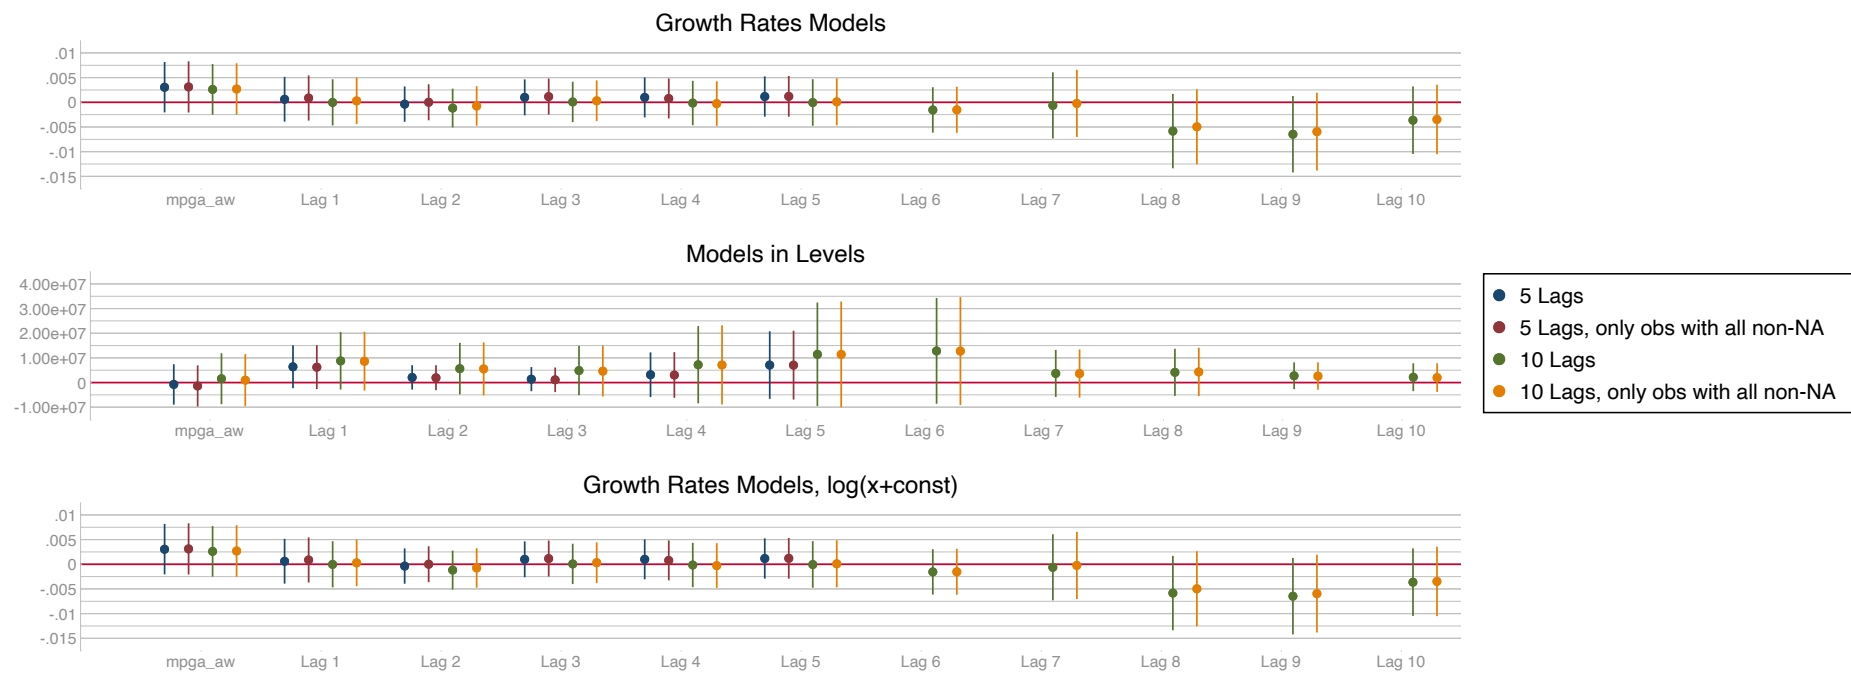 Growth Rates Models
.01
.005
0
-.005
-.01
-.015
mpga_aw Lag 1 Lag 2 Lag 3 Lag 4 Lag 5 Lag 6 Lag 7 Lag 8 Lag 9 Lag 10
Models in Levels
4.00e+07
3.00e+07
2.00e+07
1.00e+07
0
-1.00e+07
mpga_aw Lag 1 Lag 2 Lag 3 Lag 4 Lag 5 Lag 6 Lag 7 Lag 8 Lag 9 Lag 10
5 Lags
5 Lags, only obs with all non-NA
10 Lags
10 Lags, only obs with all non-NA
Growth Rates Models, log(x+const)
.01
.005
0
-.005
-.01
-.015
mpga_aw Lag 1 Lag 2 Lag 3 Lag 4 Lag 5 Lag 6 Lag 7 Lag 8 Lag 9 Lag 10